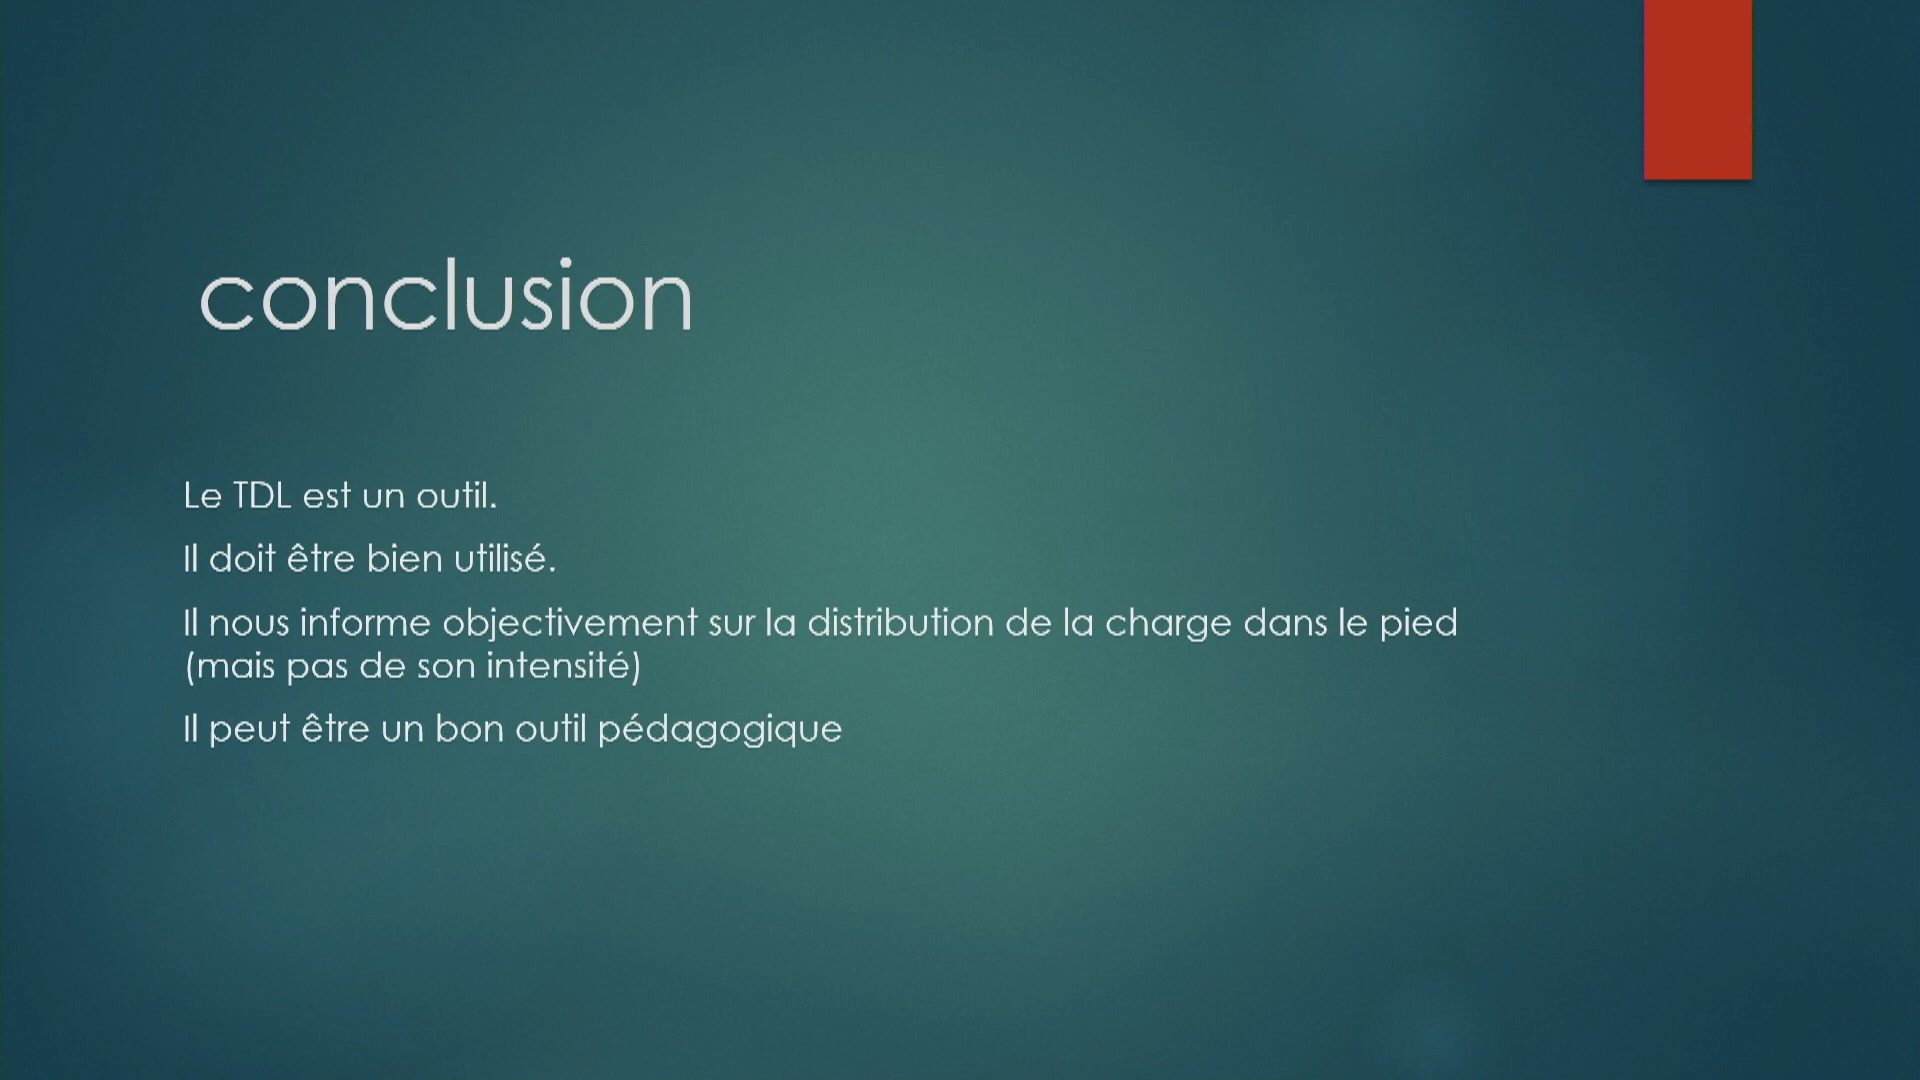 conclusion
Le TDL est un outil.
Il doit être bien utilisé.
Il nous informe objectivement sur la distribution de la charge dans le pied
(mais pas de son intensité)
Il peut être un bon outil pédagogique